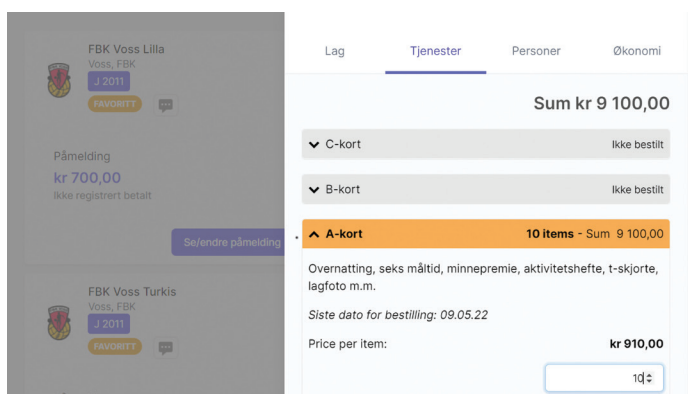 FBK Voss Lilla
Voss, FBK
J 2011
FAVORITT
Påmelding
kr 700,00
Ikke registrert betalt
Se/endre påmelding
FBK Voss Turkis
Voss, FBK
J 2011
FAVORITT
Lag Tjenester Personer Økonomi
Sum kr 9 100,00
C-kort Ikke bestilt
B-kort Ikke bestilt
A-kort 10 items - Sum 9 100,00
Overnatting, seks måltid, minnepremie, aktivitetshefte, t-skjorte,
lagfoto m.m.
Siste dato for bestilling: 09.05.22
Price per item: kr 910,00
10